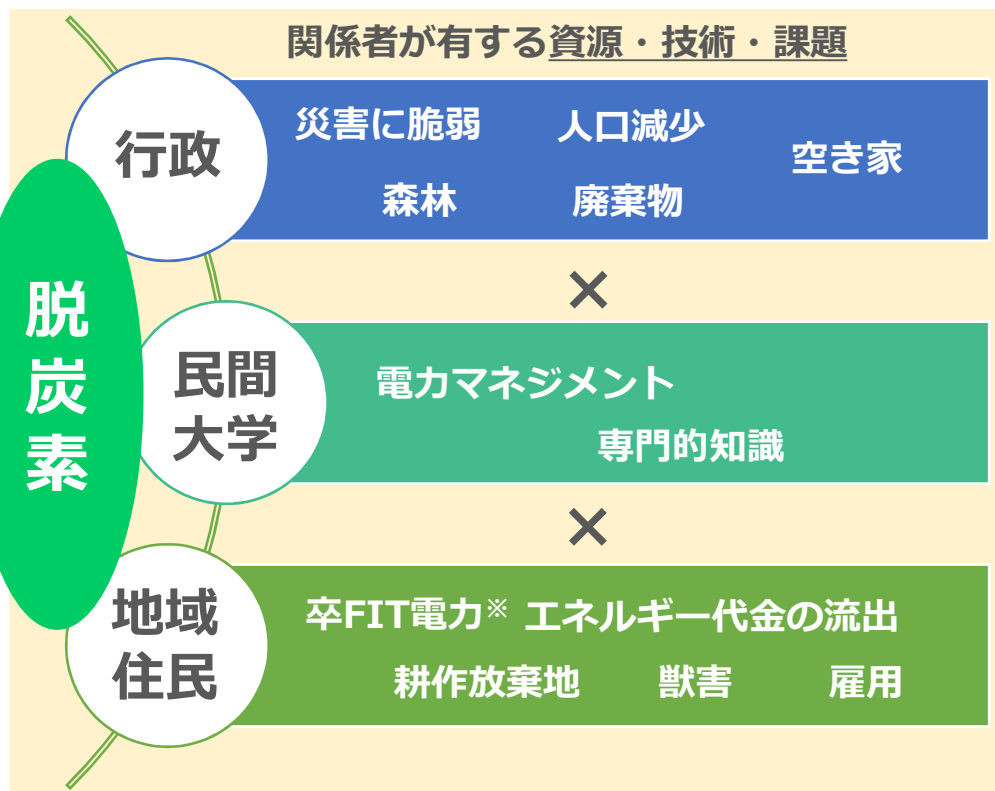 関係者が有する資源・技術・課題
脱
炭
素
行政
災害に脆弱 人口減少 空き家
森林 廃棄物
×
民間
大学
電力マネジメント
専門的知識
×
地域
住民
卒FIT電力※ エネルギー代金の流出
耕作放棄地 獣害 雇用